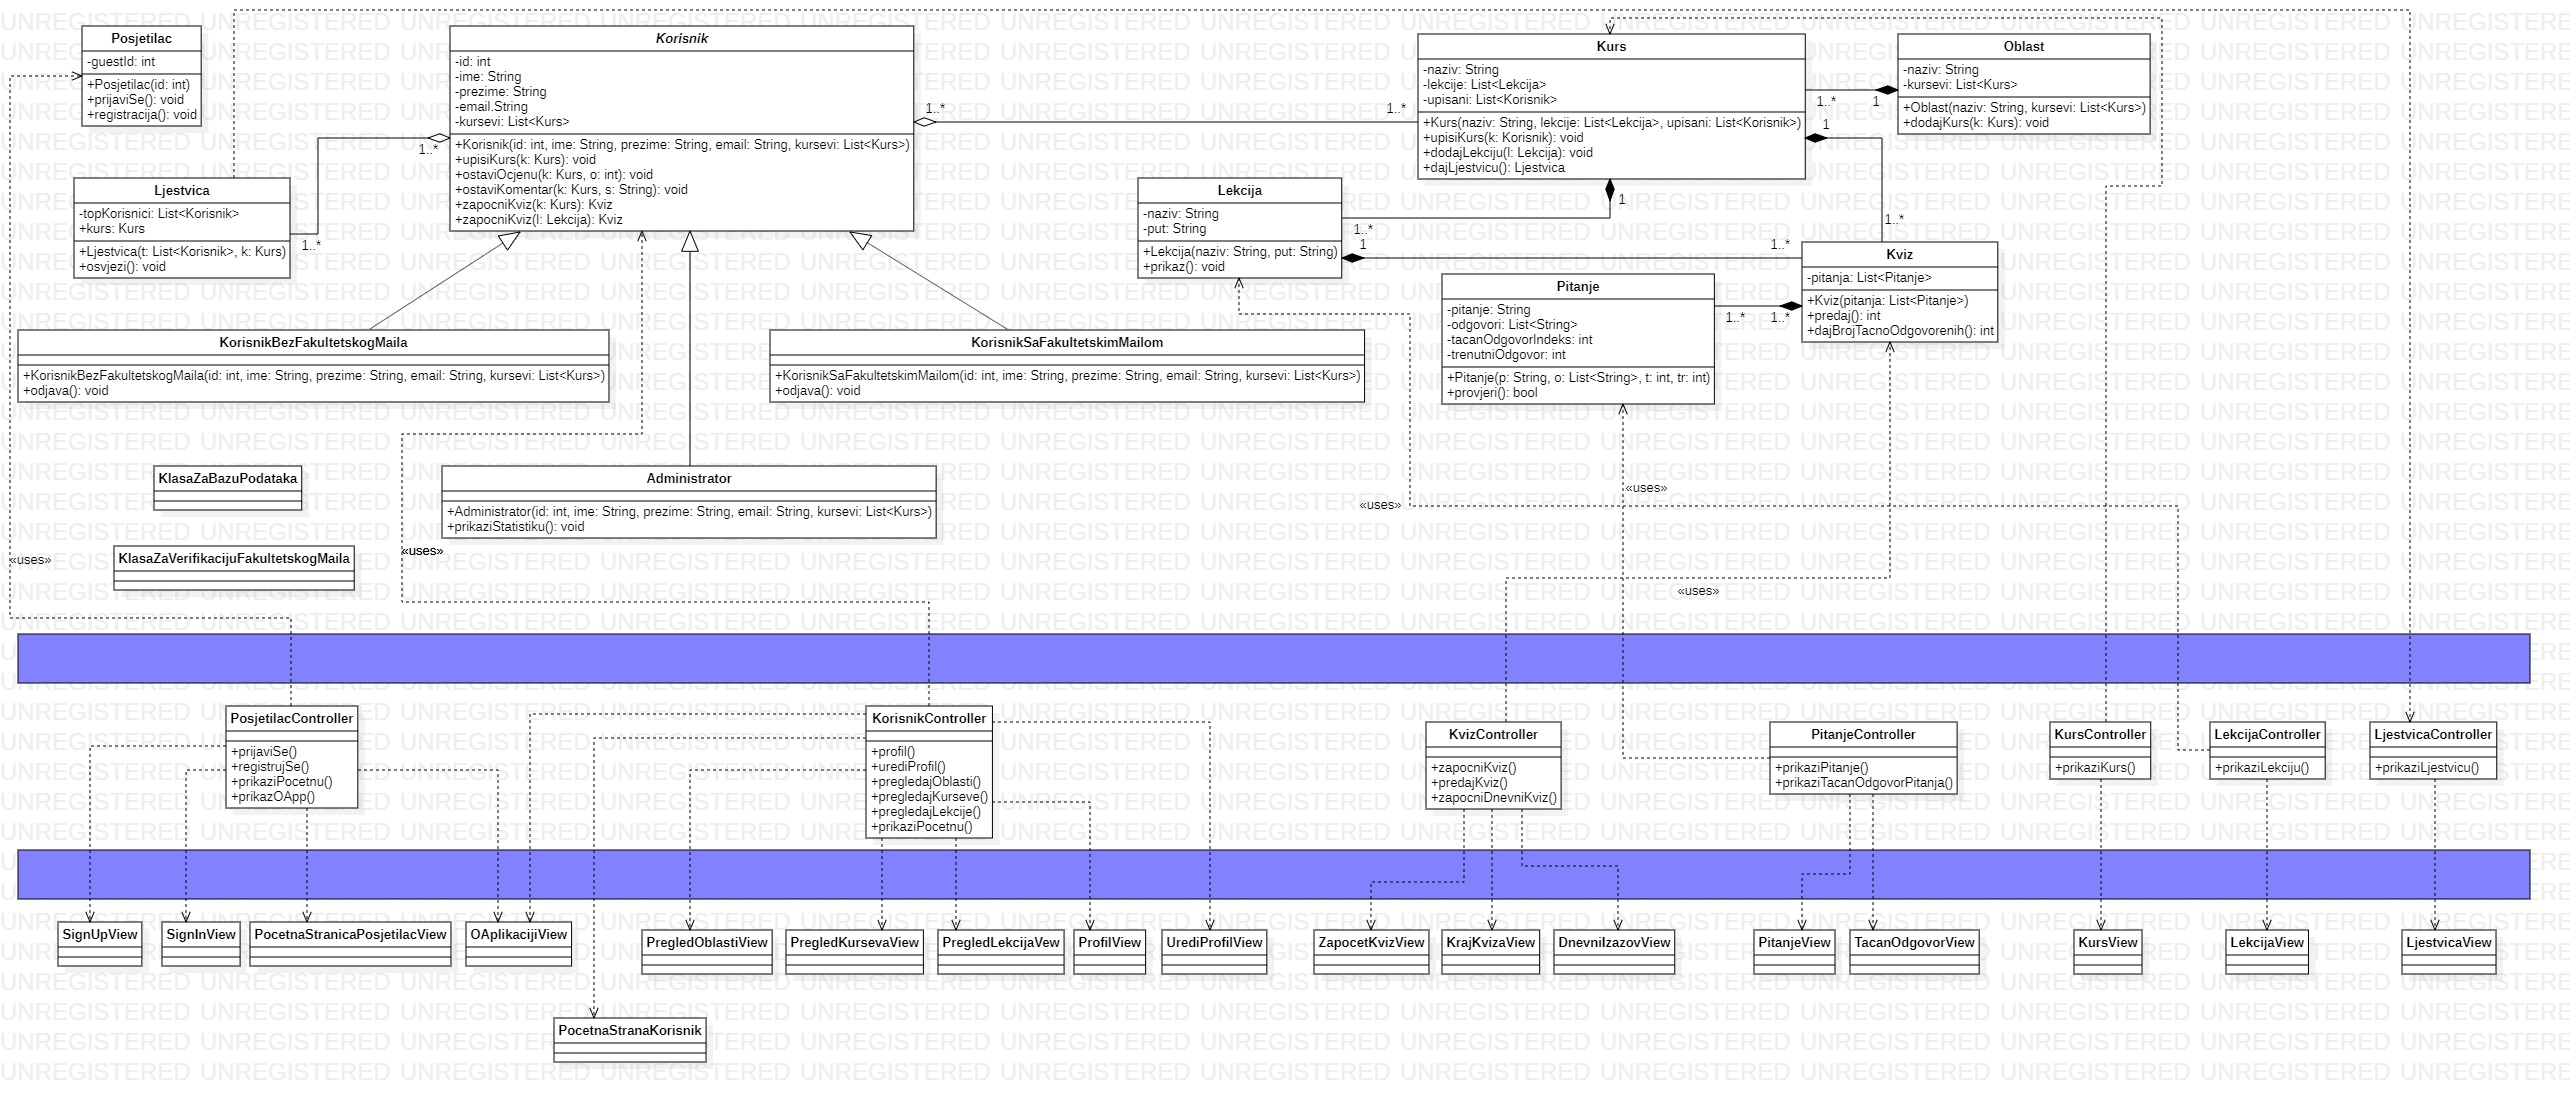 Posjetilac
-guestId: int
+Posjetilac(id: int)
+prijaviSe(): void
+registracija(): void
Korisnik
-id: int
-ime: String
-prezime: String
-email.String
-kursevi: List<Kurs>
+Korisnik(id: int, ime: String, prezime: String, email: String, kursevi: List<Kurs>)
+upisiKurs(k: Kurs): void
+ostaviOcjenu(k: Kurs, o: int): void
+ostaviKomentar(k: Kurs, s: String): void
+zapocniKviz(k: Kurs): Kviz
+zapocniKviz(l: Lekcija): Kviz
1..*
1..*
Kurs
-naziv: String
-lekcije: List<Lekcija>
-upisani: List<Korisnik>
+Kurs(naziv: String, lekcije: List<Lekcija>, upisani: List<Korisnik>)
+upisiKurs(k: Korisnik): void
+dodajLekciju(l: Lekcija): void
+dajLjestvicu(): Ljestvica
1..*
1
Oblast
-naziv: String
-kursevi: List<Kurs>
+Oblast(naziv: String, kursevi: List<Kurs>)
+dodajKurs(k: Kurs): void
1
1..*
1..*
1..*
Ljestvica
-topKorisnici: List<Korisnik>
+kurs: Kurs
+Ljestvica(t: List<Korisnik>, k: Kurs)
+osvjezi(): void
Lekcija
-naziv: String
-put: String
+Lekcija(naziv: String, put: String)
+prikaz(): void
1
1..*
1
1..*
Kviz
-pitanja: List<Pitanje>
+Kviz(pitanja: List<Pitanje>)
+predaj(): int
+dajBrojTacnoOdgovorenih(): int
Pitanje
-pitanje: String
-odgovori: List<String>
-tacanOdgovorIndeks: int
-trenutniOdgovor: int
+Pitanje(p: String, o: List<String>, t: int, tr: int)
+provjeri(): bool
1..*
1..*
KorisnikBezFakultetskogMaila
+KorisnikBezFakultetskogMaila(id: int, ime: String, prezime: String, email: String, kursevi: List<Kurs>)
+odjava(): void
KorisnikSaFakultetskimMailom
+KorisnikSaFakultetskimMailom(id: int, ime: String, prezime: String, email: String, kursevi: List<Kurs>)
+odjava(): void
KlasaZaBazuPodataka
Administrator
+Administrator(id: int, ime: String, prezime: String, email: String, kursevi: List<Kurs>)
+prikaziStatistiku(): void
KlasaZaVerifikacijuFakultetskogMaila
«uses»
«uses»
«uses»
«uses»
«uses»
PosjetilacController
+prijaviSe()
+registrujSe()
+prikaziPocetnu()
+prikazOApp()
KorisnikController
+profil()
+urediProfil()
+pregledajOblasti()
+pregledajKurseve()
+pregledajLekcije()
+prikaziPocetnu()
KvizController
+zapocniKviz()
+predajKviz()
+zapocniDnevniKviz()
PitanjeController
+prikaziPitanje()
+prikaziTacanOdgovorPitanja()
KursController
+prikaziKurs()
LekcijaController
+prikaziLekciju()
LjestvicaController
+prikaziLjestvicu()
SignUpView
SignInView
PocetnaStranicaPosjetilacView
OAplikacijiView
PregledOblastiView
PregledKursevaView
PregledLekcijaVew
ProfilView
UrediProfilView
ZapocetKvizView
KrajKvizaView
DnevniIzazovView
PitanjeView
TacanOdgovorView
KursView
LekcijaView
LjestvicaView
PocetnaStranaKorisnik
UNREGISTERED